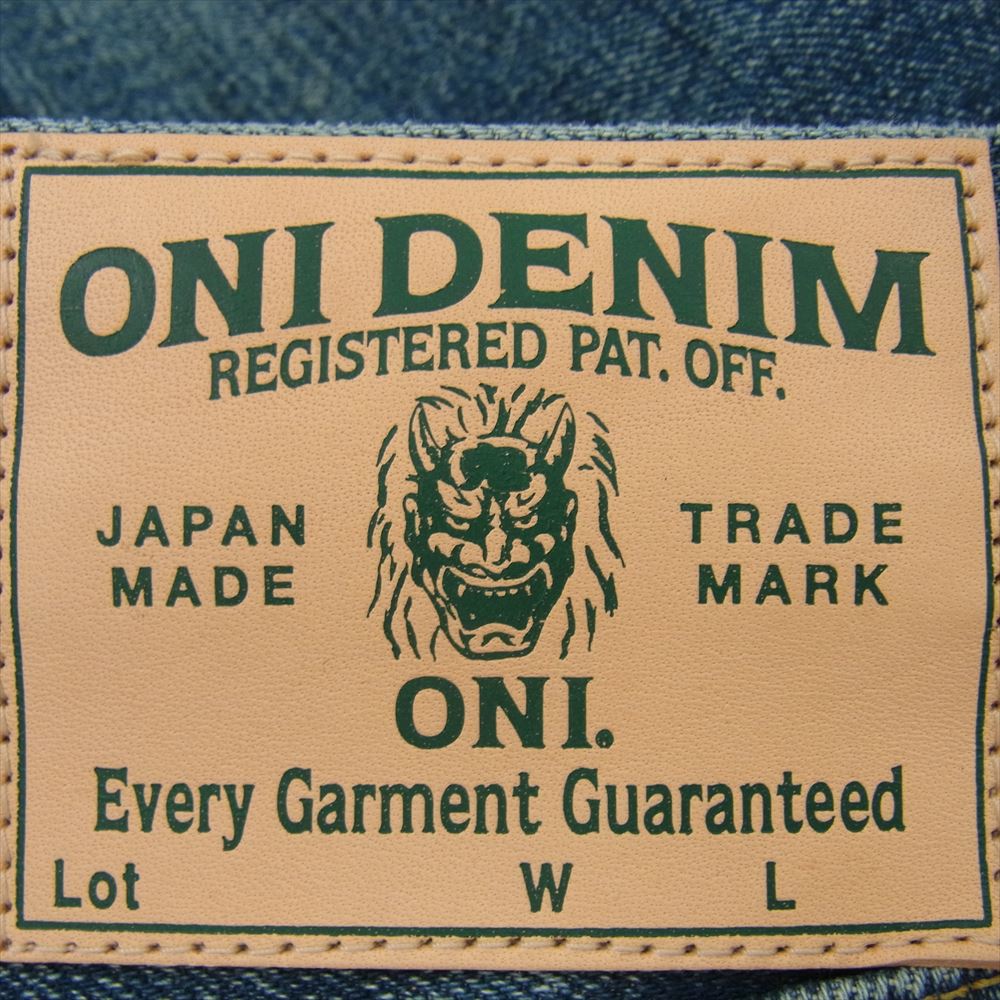 ONI DENIM
REGISTERED PAT. OFF.
JAPAN MADE
TRADE MARK
ONI.
Every Garment Guaranteed
Lot W L